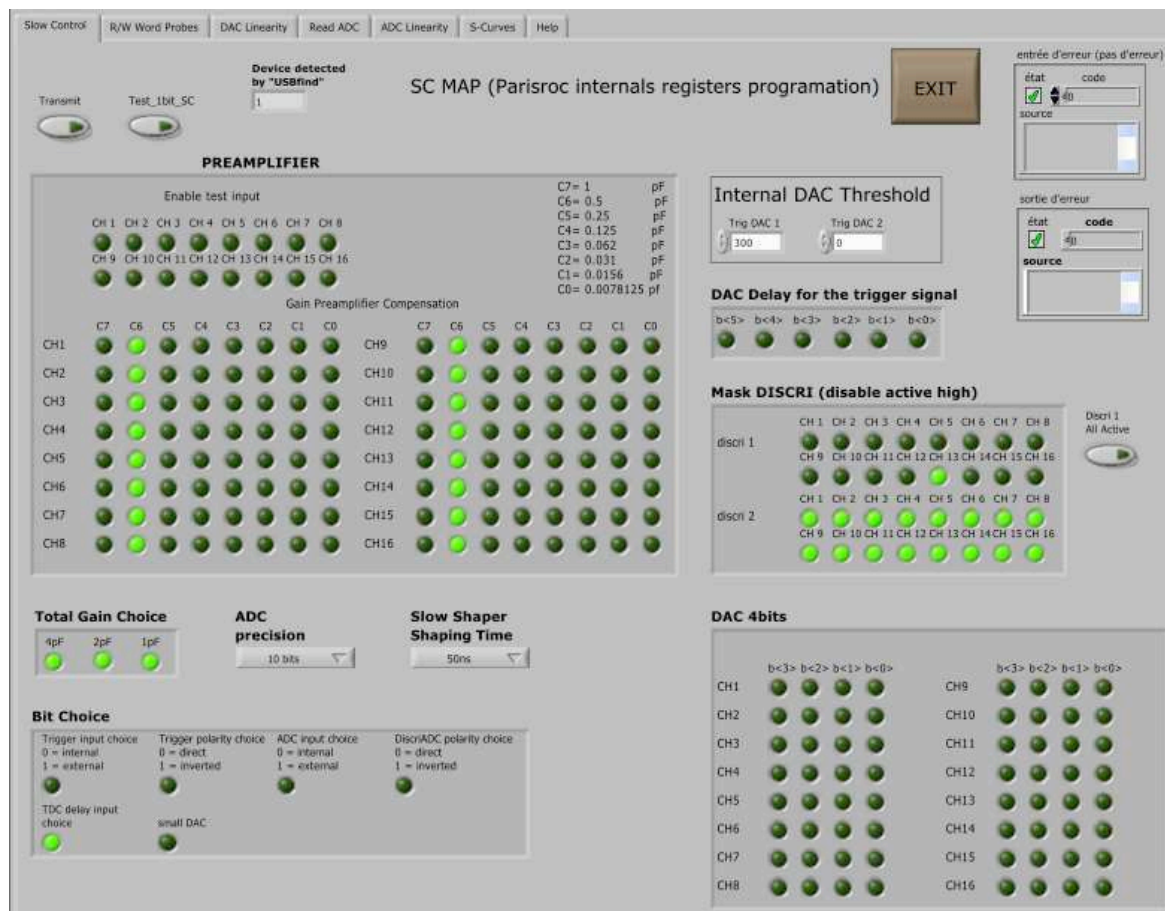 Slow Control R/W Word Probes DAC Linearity Read ADC ADC Linearity S-Curves Help
Transmit
Test_1bit_SC
Device detected
by "USBfind"
1
SC MAP (Parisroc internals registers programation)
EXIT
entrée d'erreur (pas d'erreur)
état code
source
sortie d'erreur
état code
source
PREAMPLIFIER
Enable test input
CH 1 CH 2 CH 3 CH 4 CH 5 CH 6 CH 7 CH 8
CH 9 CH 10 CH 11 CH 12 CH 13 CH 14 CH 15 CH 16
C7= 1 pF
C6= 0.5 pF
C5= 0.25 pF
C4= 0.125 pF
C3= 0.062 pF
C2= 0.031 pF
C1= 0.0156 pF
C0= 0.0078125 pf
Gain Preamplifier Compensation
C7 C6 C5 C4 C3 C2 C1 C0 C7 C6 C5 C4 C3 C2 C1 C0
CH1 CH9
CH2 CH10
CH3 CH11
CH4 CH12
CH5 CH13
CH6 CH14
CH7 CH15
CH8 CH16
Internal DAC Threshold
Trig DAC 1 Trig DAC 2
300 0
DAC Delay for the trigger signal
b<5> b<4> b<3> b<2> b<1> b<0>
Mask DISCRI (disable active high)
CH 1 CH 2 CH 3 CH 4 CH 5 CH 6 CH 7 CH 8
discri 1
CH 9 CH 10 CH 11 CH 12 CH 13 CH 14 CH 15 CH 16
CH 1 CH 2 CH 3 CH 4 CH 5 CH 6 CH 7 CH 8
discri 2
CH 9 CH 10 CH 11 CH 12 CH 13 CH 14 CH 15 CH 16
Discri 1
All Active
Total Gain Choice
4pF 2pF 1pF
ADC
precision
10 bits
Slow Shaper
Shaping Time
50ns
Bit Choice
Trigger input choice
0 = internal
1 = external
Trigger polarity choice
0 = direct
1 = inverted
ADC input choice
0 = internal
1 = external
DiscriADC polarity choice
0 = direct
1 = inverted
TDC delay input
choice
small DAC
DAC 4bits
b<3> b<2> b<1> b<0> b<3> b<2> b<1> b<0>
CH1 CH9
CH2 CH10
CH3 CH11
CH4 CH12
CH5 CH13
CH6 CH14
CH7 CH15
CH8 CH16